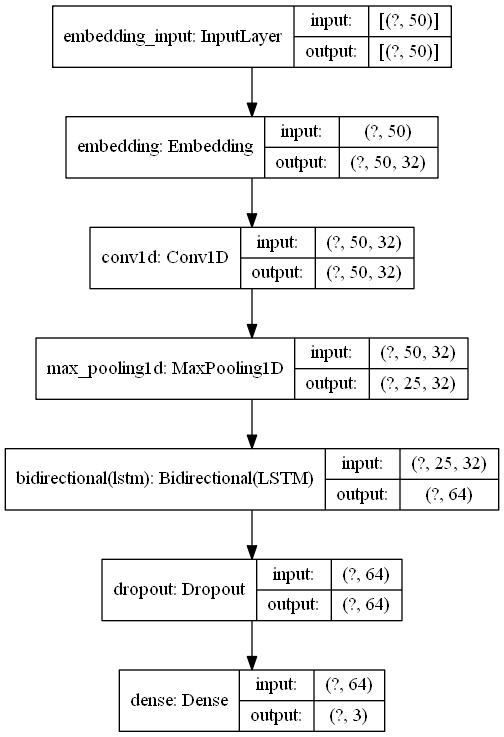 embedding_input: InputLayer
input:
[(?, 50)]
output:
[(?, 50)]
embedding: Embedding
input:
(?, 50)
output:
(?, 50, 32)
conv1d: Conv1D
input:
(?, 50, 32)
output:
(?, 50, 32)
max_pooling1d: MaxPooling1D
input:
(?, 50, 32)
output:
(?, 25, 32)
bidirectional(lstm): Bidirectional(LSTM)
input:
(?, 25, 32)
output:
(?, 64)
dropout: Dropout
input:
(?, 64)
output:
(?, 64)
dense: Dense
input:
(?, 64)
output:
(?, 3)